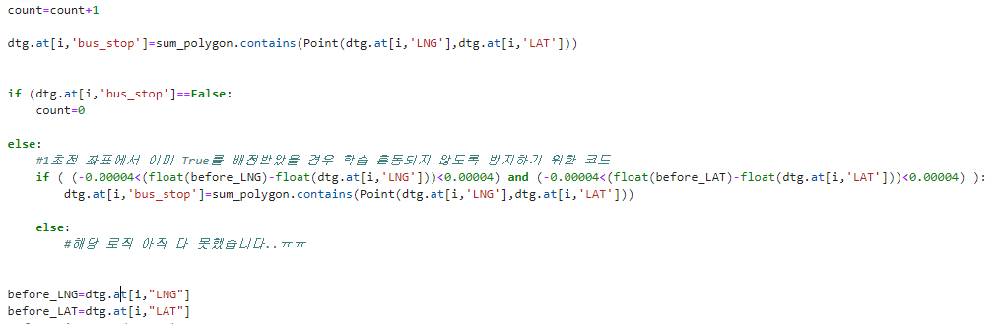 count=count+1
dtg.at[i,'bus_stop']=sum_polygon.contains(Point(dtg.at[i,'LNG'],dtg.at[i,'LAT']))
if (dtg.at[i,'bus_stop']==False:
count=0
else:
#1초전 좌표에서 이미 True를 배정받았을 경우 학습 혼동되지 않도록 방지하기 위한 코드
if ( (-0.00004<(float(before_LNG)-float(dtg.at[i,'LNG']))<0.00004) and (-0.00004<(float(before_LAT)-float(dtg.at[i,'LAT']))<0.00004) ):
dtg.at[i,'bus_stop']=sum_polygon.contains(Point(dtg.at[i,'LNG'],dtg.at[i,'LAT']))
else:
#해당 로직 아직 다 못했습니다..ㅠㅠ
before_LNG=dtg.at[i,"LNG"]
before_LAT=dtg.at[i,"LAT"]